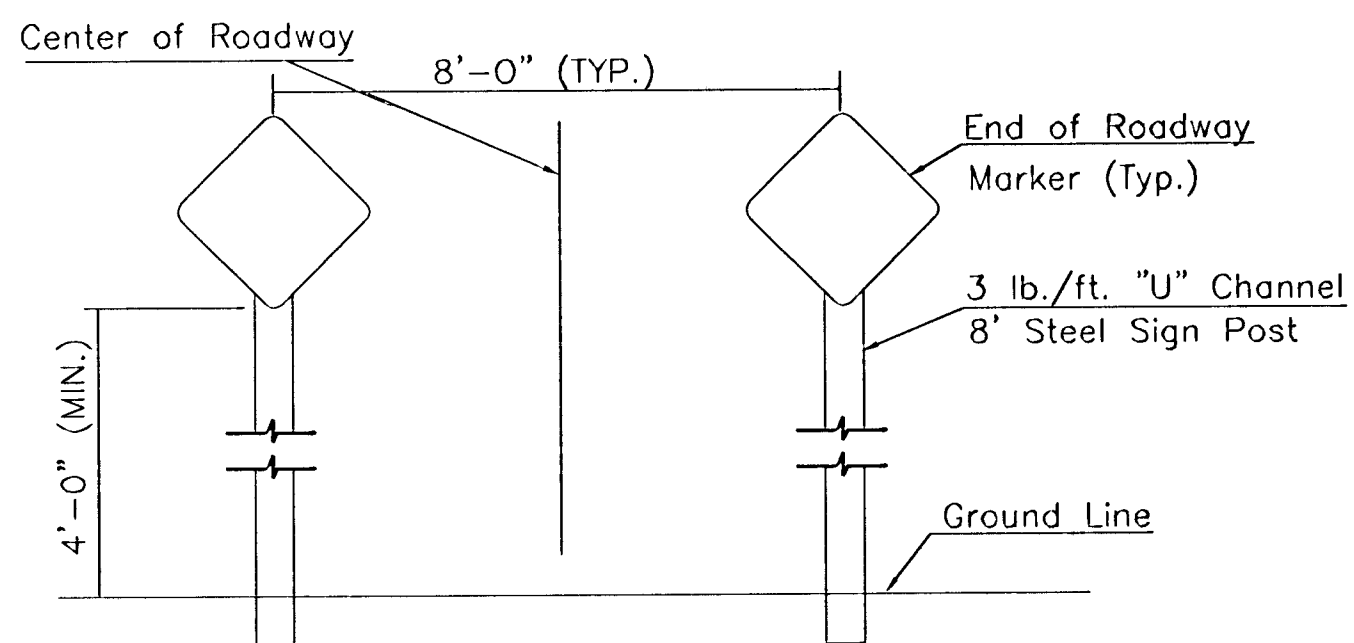 Center of Roadway
8'-0" (TYP.)
End of Roadway
Marker (Typ.)
3 lb./ft. "U" Channel
8' Steel Sign Post
4'-0" (MIN.)
Ground Line